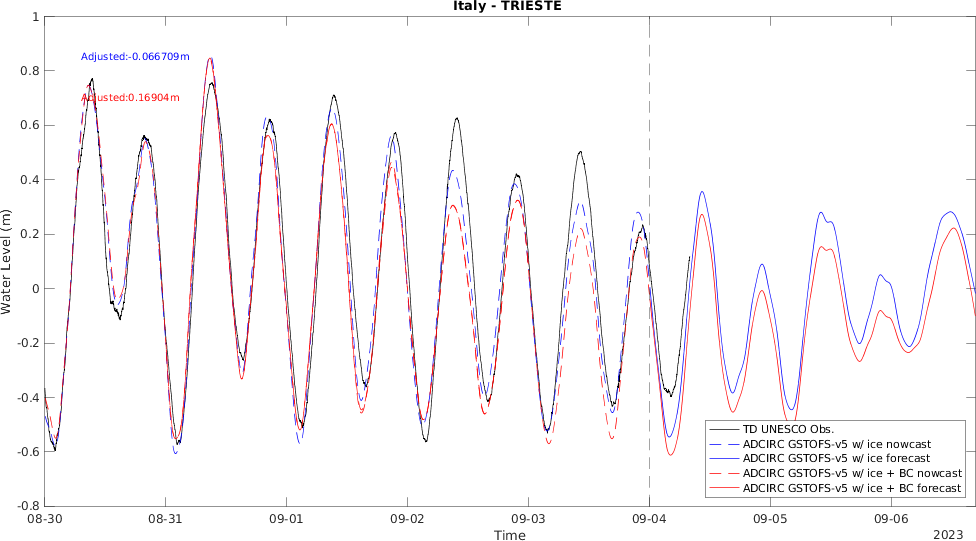 Italy - TRIESTE
1
0.8
0.6
0.4
0.2
0
-0.2
-0.4
-0.6
-0.8
Water Level (m)
Adjusted:-0.066709m
Adjusted:0.16904m
TD UNESCO Obs.
ADCIRC GSTOFS-v5 w/ ice nowcast
ADCIRC GSTOFS-v5 w/ ice forecast
ADCIRC GSTOFS-v5 w/ ice + BC nowcast
ADCIRC GSTOFS-v5 w/ ice + BC forecast
08-30 08-31 09-01 09-02 09-03 09-04 09-05 09-06
Time
2023